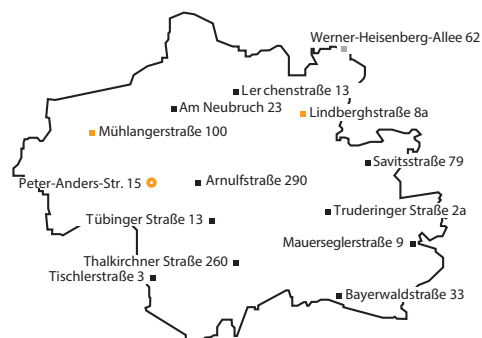 Werner-Heisenberg-Allee 62
Lerchenstraße 13
Am Neubruch 23
Lindberghstraße 8a
Mühlangerstraße 100
Savitsstraße 79
Peter-Anders-Str. 15
Arnulfstraße 290
Truderinger Straße 2a
Tübinger Straße 13
Mauerseglerstraße 9
Thalkirchner Straße 260
Tischlerstraße 3
Bayerwaldstraße 33